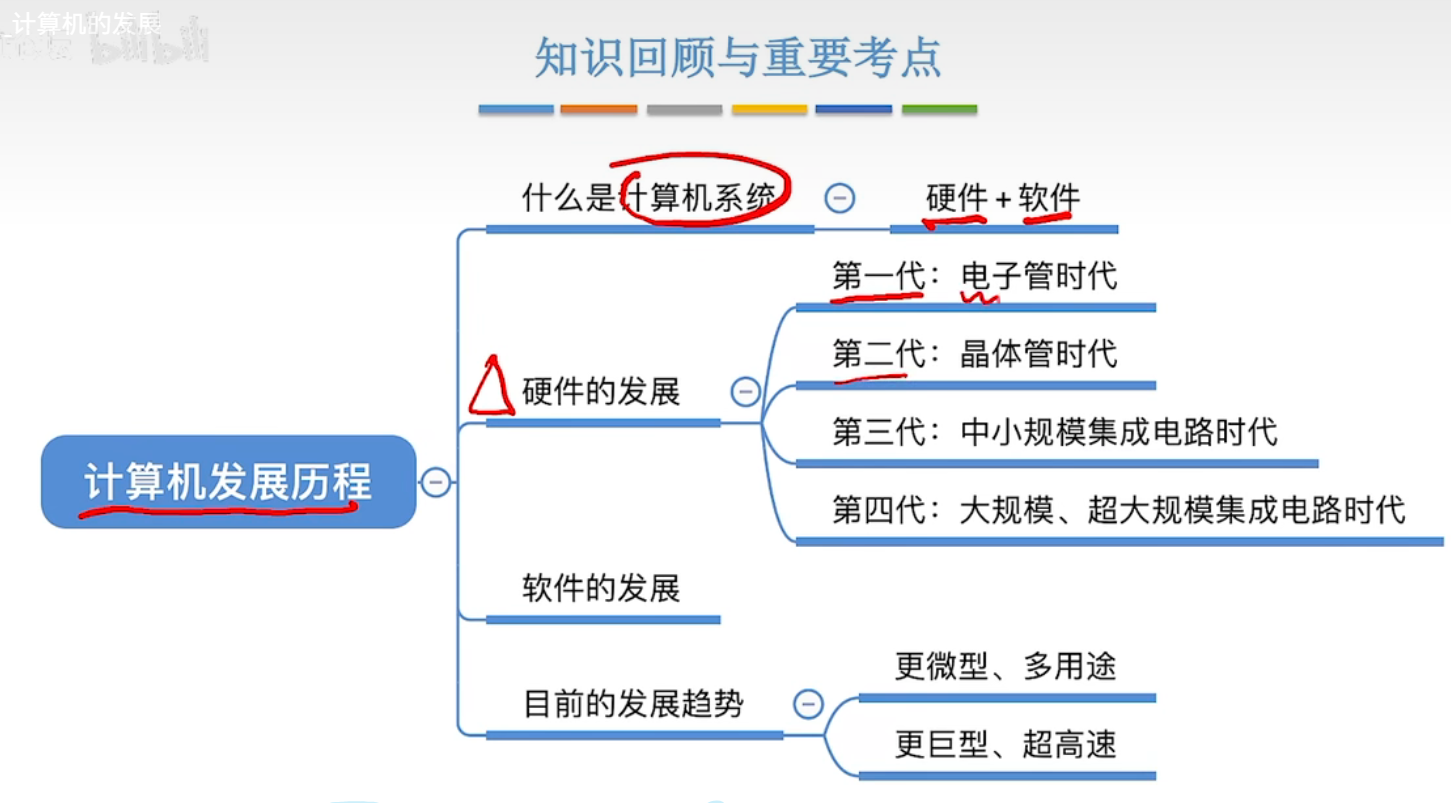 _计算机的发展
bilibili
知识回顾与重要考点
什么是计算机系统
硬件+软件
第一代：电子管时代
第二代：晶体管时代
硬件的发展
第三代：中小规模集成电路时代
计算机发展历程
第四代：大规模、超大规模集成电路时代
软件的发展
更微型、多用途
目前的发展趋势
更巨型、超高速